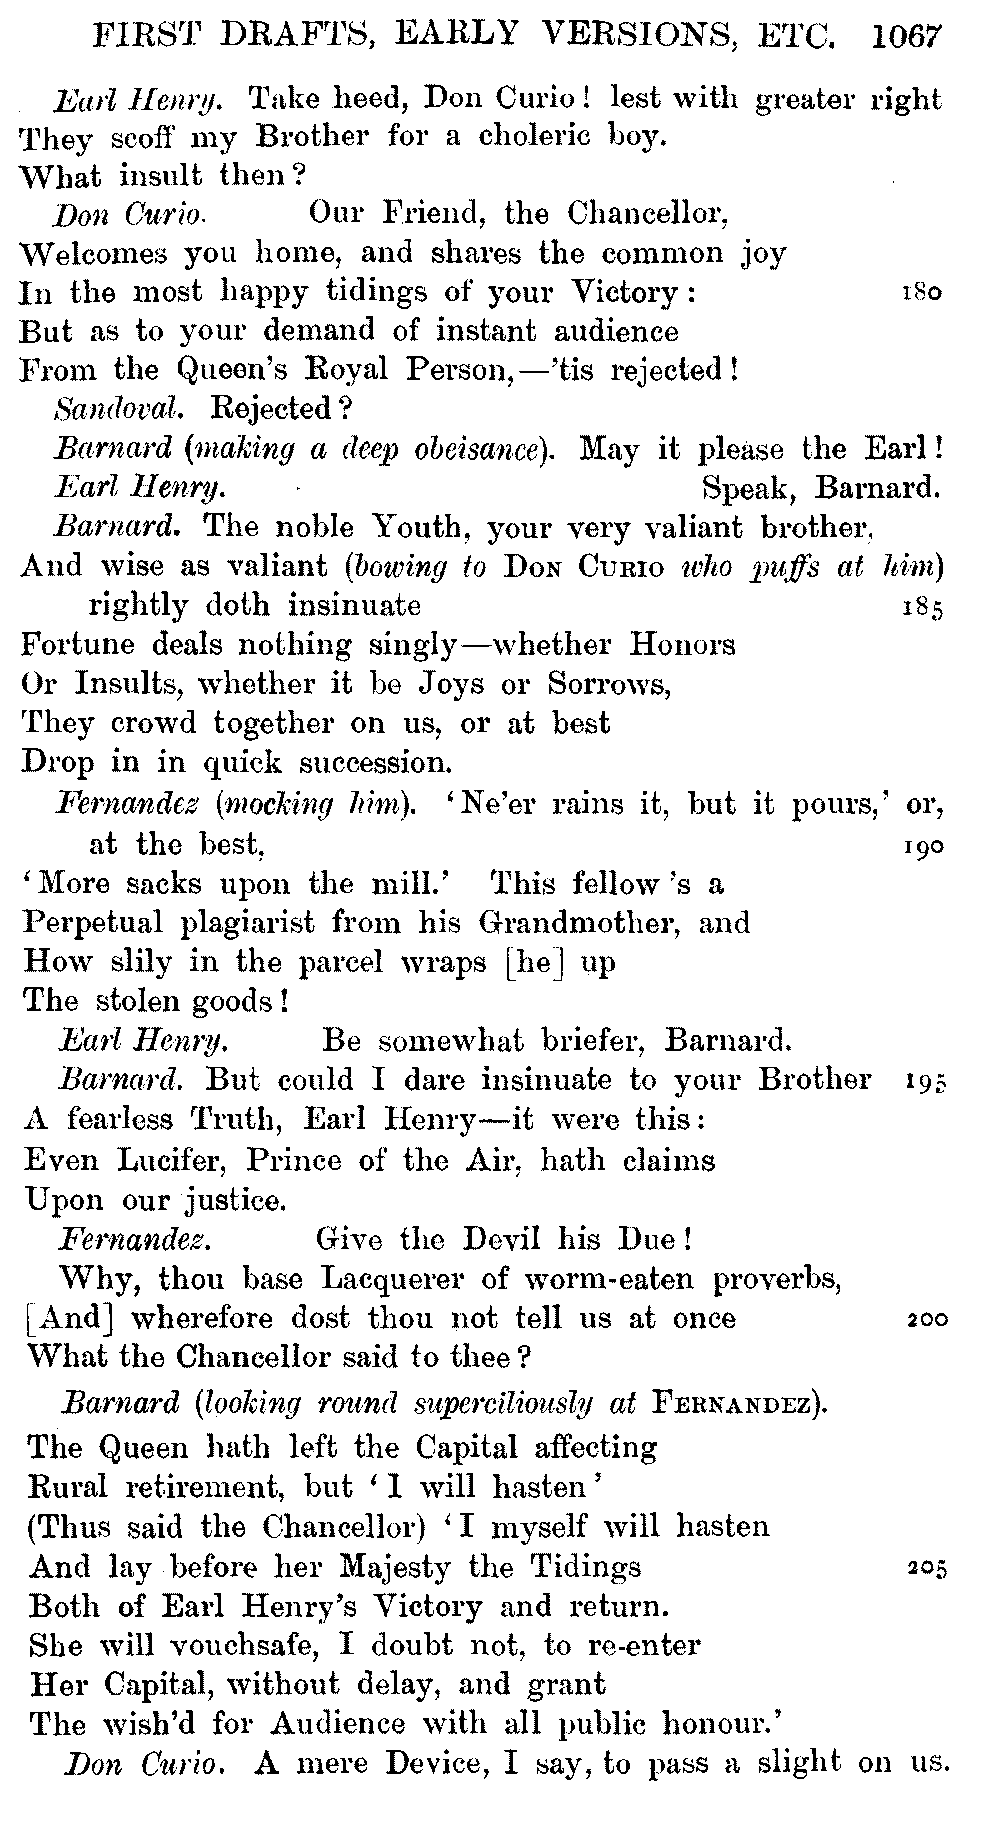 FIRST DRAFTS, EARLY VERSIONS, ETC. 1067
Earl Henry. Take heed, Don Curio! lest with greater right
They scoff my Brother for a choleric boy.
What insult then?
Don Curio. Our Friend, the Chancellor,
Welcomes you home, and shares the common joy
In the most happy tidings of your Victory: 180
But as to your demand of instant audience
From the Queen's Royal Person,—'tis rejected!
Sandoval. Rejected?
Barnard (making a deep obeisance). May it please the Earl!
Earl Henry. Speak, Barnard.
Barnard. The noble Youth, your very valiant brother,
And wise as valiant (bowing to DON CURIO who puffs at him)
rightly doth insinuate 185
Fortune deals nothing singly—whether Honors
Or Insults, whether it be Joys or Sorrows,
They crowd together on us, or at best
Drop in in quick succession.
Fernandez (mocking him). 'Ne'er rains it, but it pours,' or,
at the best, 190
'More sacks upon the mill.' This fellow 's a
Perpetual plagiarist from his Grandmother, and
How slily in the parcel wraps [he] up
The stolen goods!
Earl Henry. Be somewhat briefer, Barnard.
Barnard. But could I dare insinuate to your Brother 195
A fearless Truth, Earl Henry—it were this:
Even Lucifer, Prince of the Air, hath claims
Upon our justice.
Fernandez. Give the Devil his Due!
Why, thou base Lacquerer of worm-eaten proverbs,
[And] wherefore dost thou not tell us at once 200
What the Chancellor said to thee?
Barnard (looking round superciliously at FERNANDEZ).
The Queen hath left the Capital affecting
Rural retirement, but 'I will hasten'
(Thus said the Chancellor) 'I myself will hasten
And lay before her Majesty the Tidings 205
Both of Earl Henry's Victory and return.
She will vouchsafe, I doubt not, to re-enter
Her Capital, without delay, and grant
The wish'd for Audience with all public honour.'
Don Curio. A mere Device, I say, to pass a slight on us.